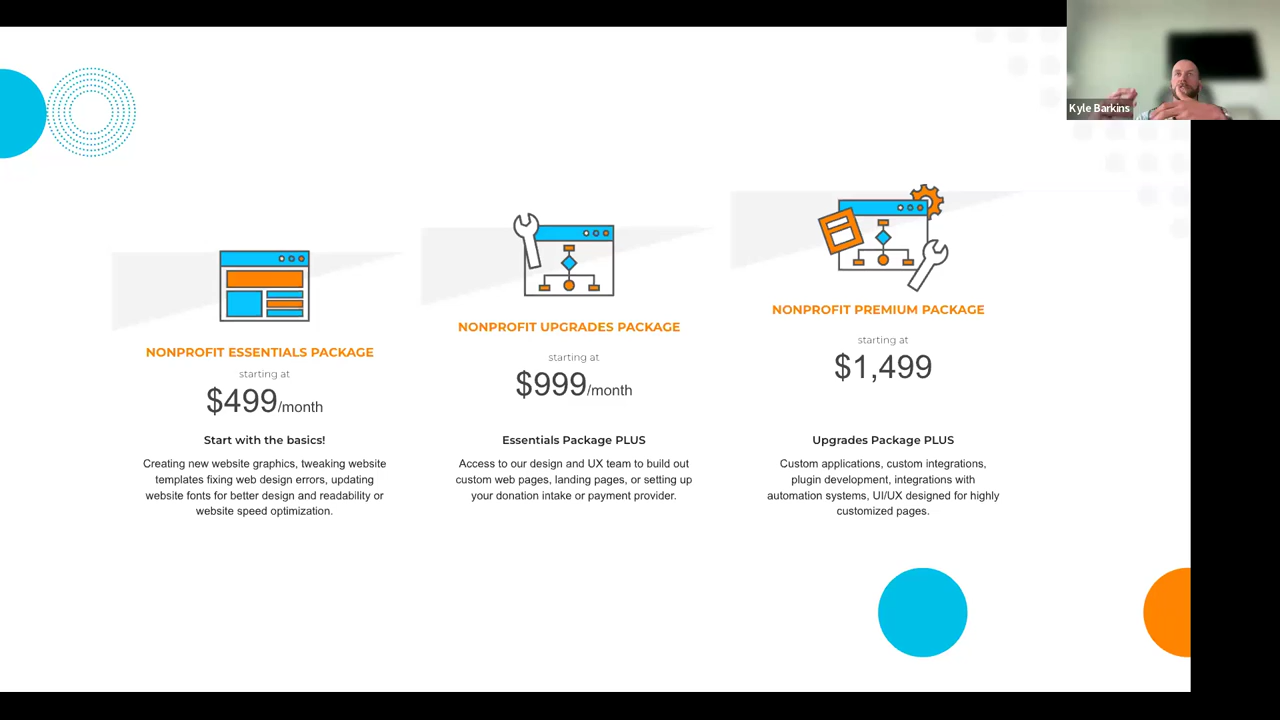 Kyle Barkins
NONPROFIT ESSENTIALS PACKAGE
starting at
$499/month
Start with the basics!
Creating new website graphics, tweaking website
templates fixing web design errors, updating
website fonts for better design and readability or
website speed optimization.
NONPROFIT UPGRADES PACKAGE
starting at
$999/month
Essentials Package PLUS
Access to our design and UX team to build out
custom web pages, landing pages, or setting up
your donation intake or payment provider.
NONPROFIT PREMIUM PACKAGE
starting at
$1,499
Upgrades Package PLUS
Custom applications, custom integrations,
plugin development, integrations with
automation systems, UI/UX designed for highly
customized pages.